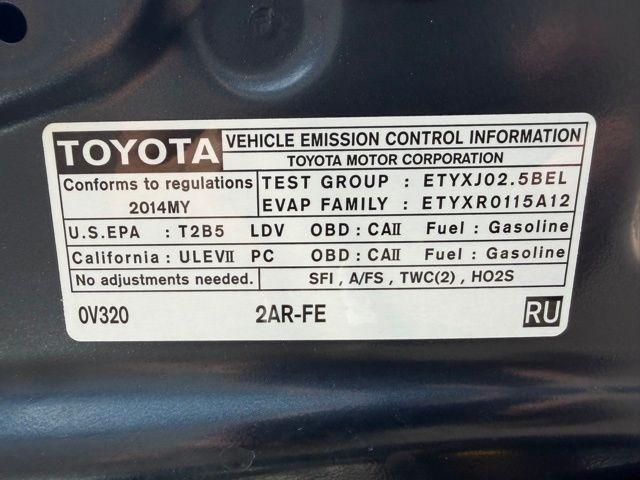 TOYOTA VEHICLE EMISSION CONTROL INFORMATION
TOYOTA MOTOR CORPORATION
Conforms to regulations TEST GROUP : ETYXJ02.5BEL
2014MY EVAP FAMILY : ETYXR0115A12
U.S.EPA : T2B5 LDV OBD : CAII Fuel : Gasoline
California : ULEVII PC OBD : CAII Fuel : Gasoline
No adjustments needed. SFI , A/FS , TWC(2) , HO2S
0V320 2AR-FE RU